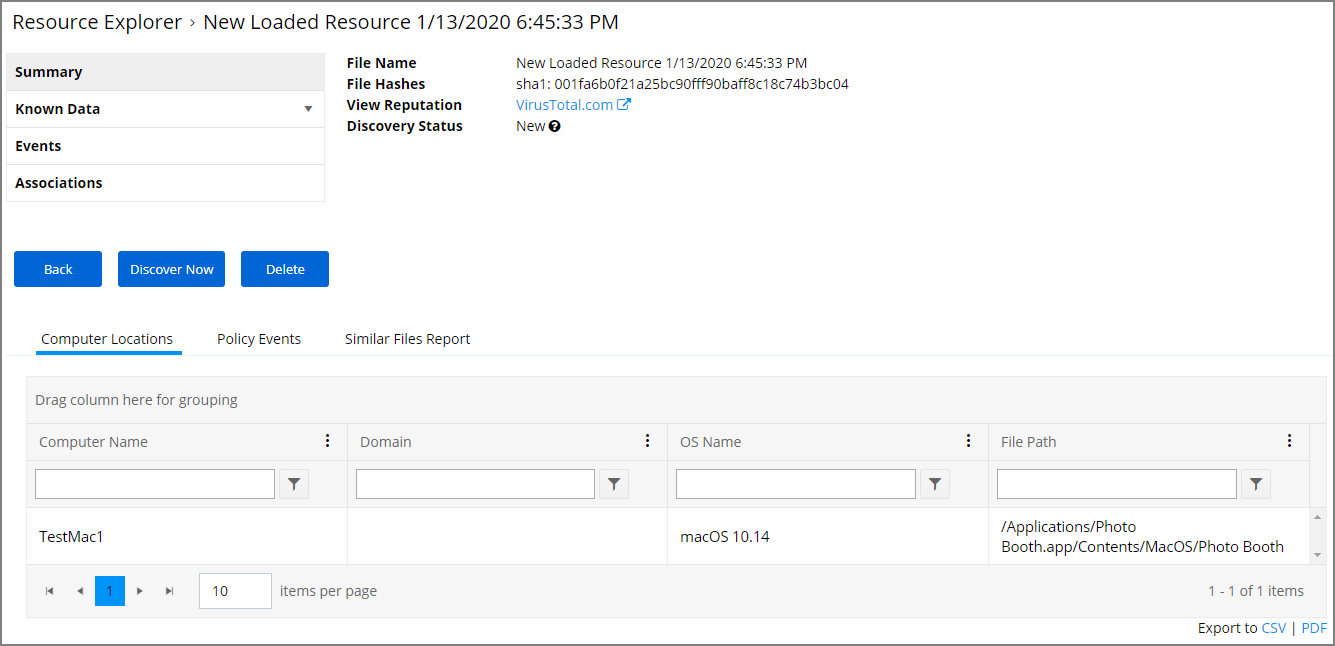 Resource Explorer › New Loaded Resource 1/13/2020 6:45:33 PM
Summary
Known Data
Events
Associations
File Name New Loaded Resource 1/13/2020 6:45:33 PM
File Hashes sha1: 001fa6b0f21a25bc90fff90baff8c18c74b3bc04
View Reputation VirusTotal.com
Discovery Status New ?
Back Discover Now Delete
Computer Locations Policy Events Similar Files Report
Drag column here for grouping
Computer Name Domain OS Name File Path
TestMac1 macOS 10.14 /Applications/Photo
Booth.app/Contents/MacOS/Photo Booth
1 10 items per page 1 - 1 of 1 items
Export to CSV | PDF